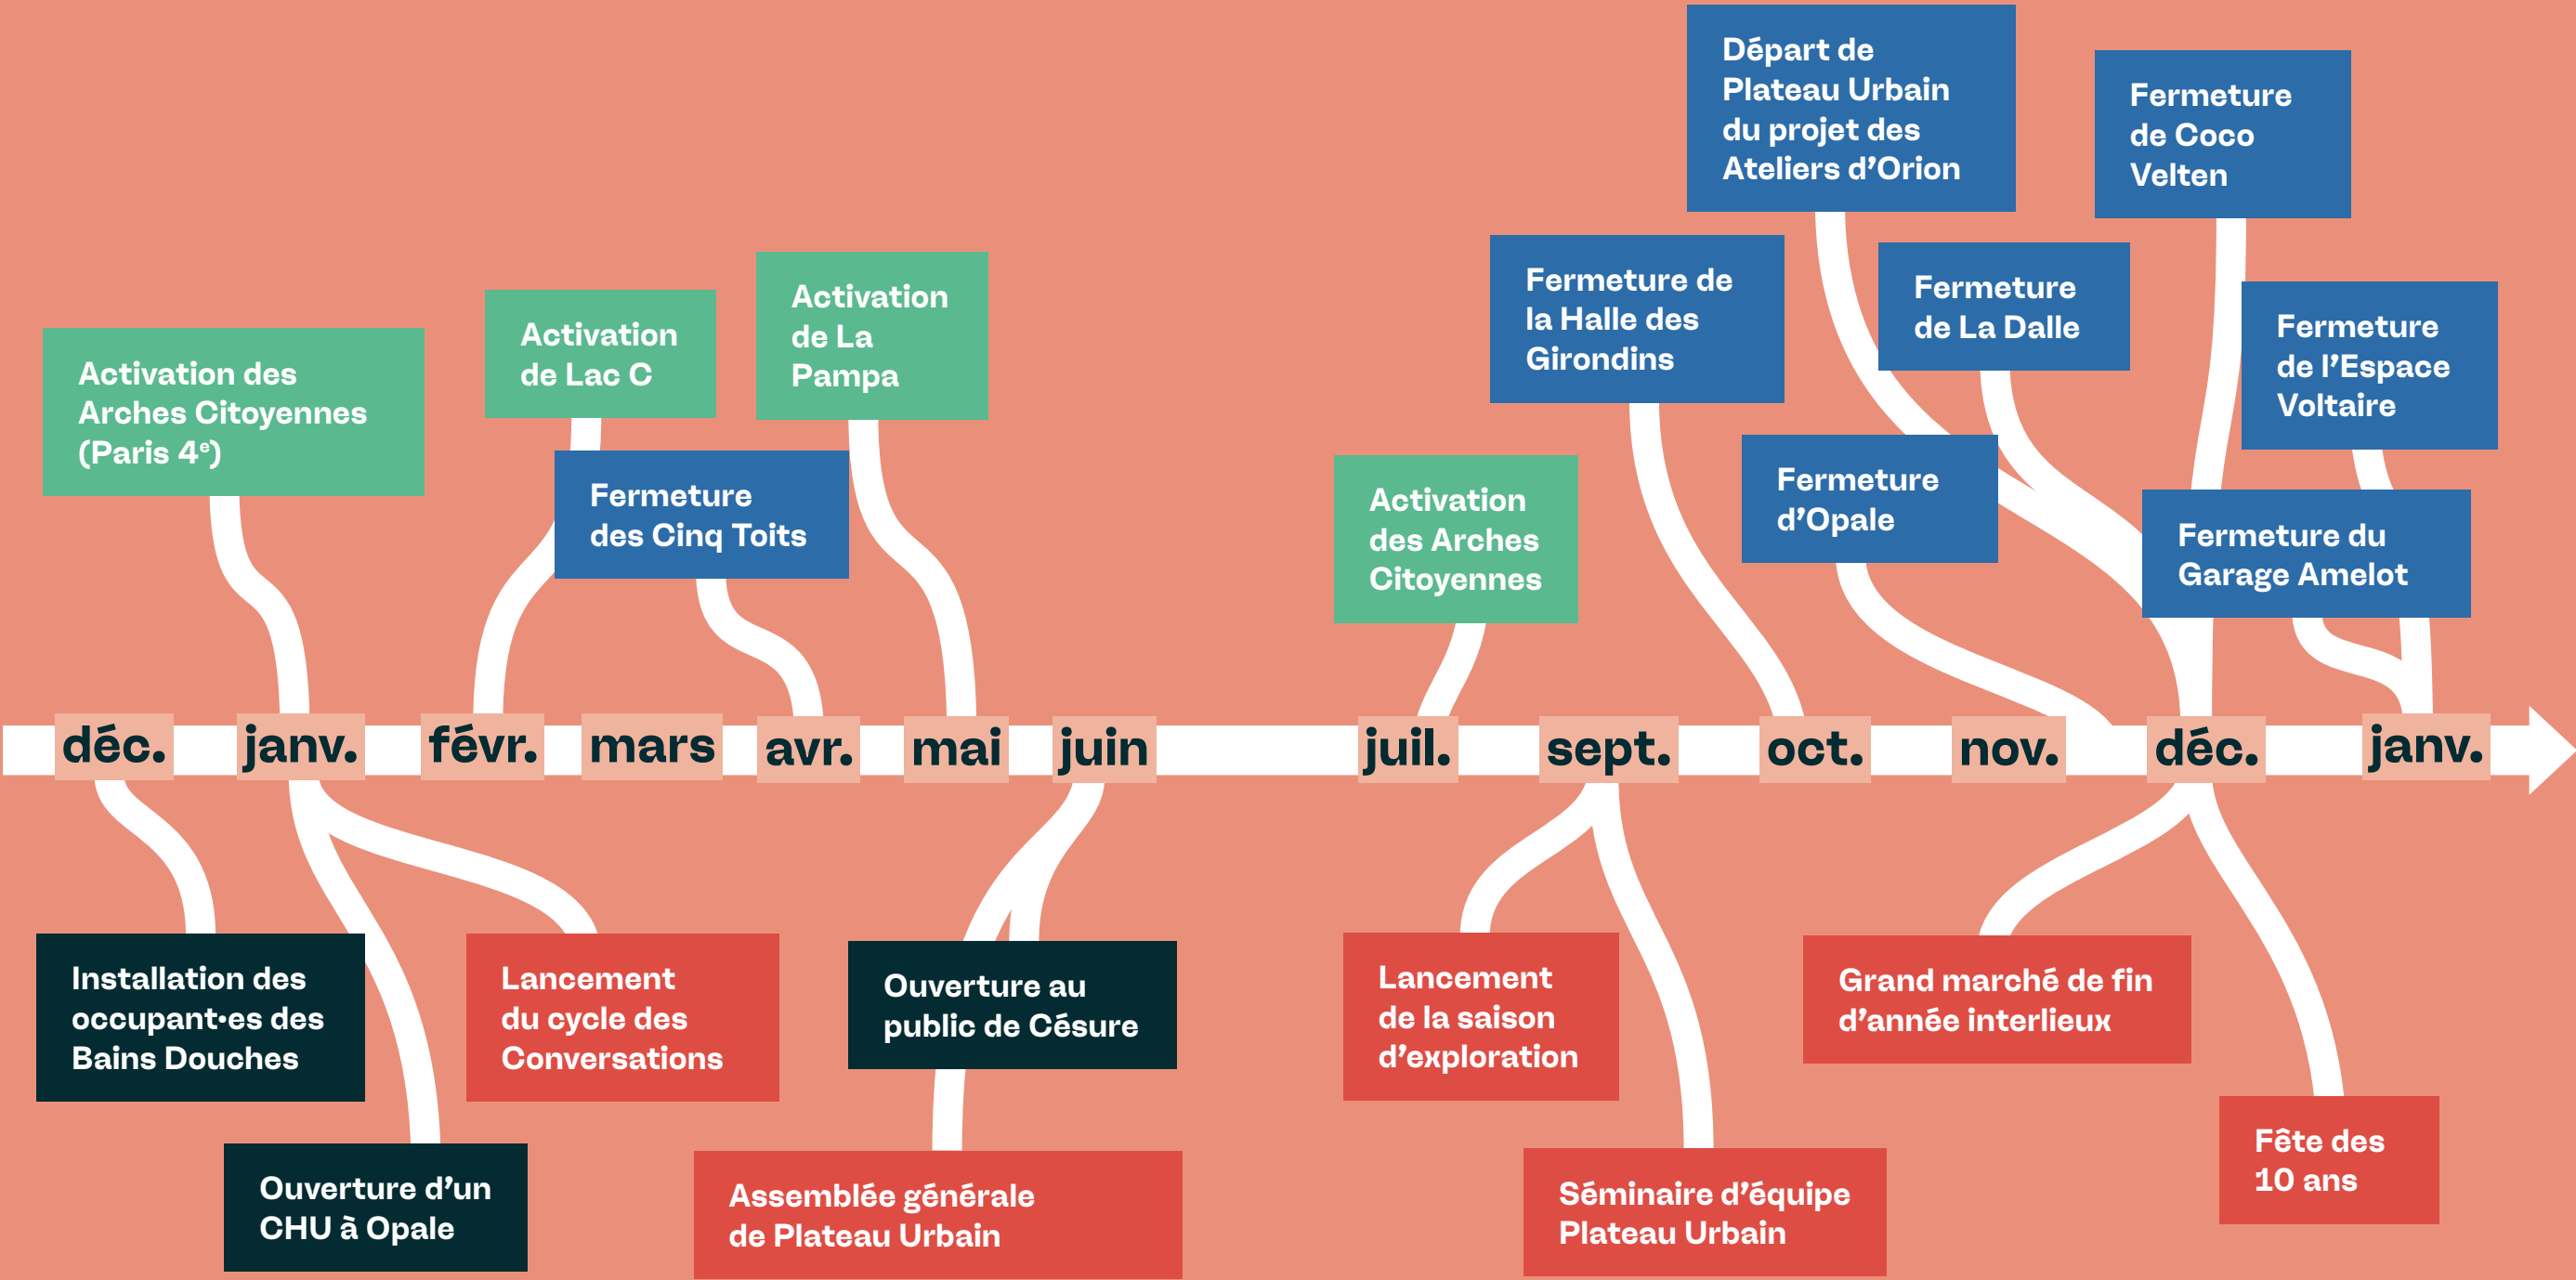 Départ de
Plateau Urbain
du projet des
Ateliers d’Orion
Fermeture
de Coco
Velten
Activation des
Arches Citoyennes
(Paris 4ᵉ)
Activation
de Lac C
Activation
de La
Pampa
Fermeture
des Cinq Toits
Fermeture de
la Halle des
Girondins
Fermeture
de La Dalle
Fermeture
de l’Espace
Voltaire
Activation
des Arches
Citoyennes
Fermeture
d’Opale
Fermeture du
Garage Amelot
déc. janv. févr. mars avr. mai juin juil. sept. oct. nov. déc. janv.
Installation des
occupant·es des
Bains Douches
Lancement
du cycle des
Conversations
Ouverture au
public de Césure
Lancement
de la saison
d’exploration
Grand marché de fin
d’année interlieux
Ouverture d’un
CHU à Opale
Assemblée générale
de Plateau Urbain
Séminaire d’équipe
Plateau Urbain
Fête des
10 ans